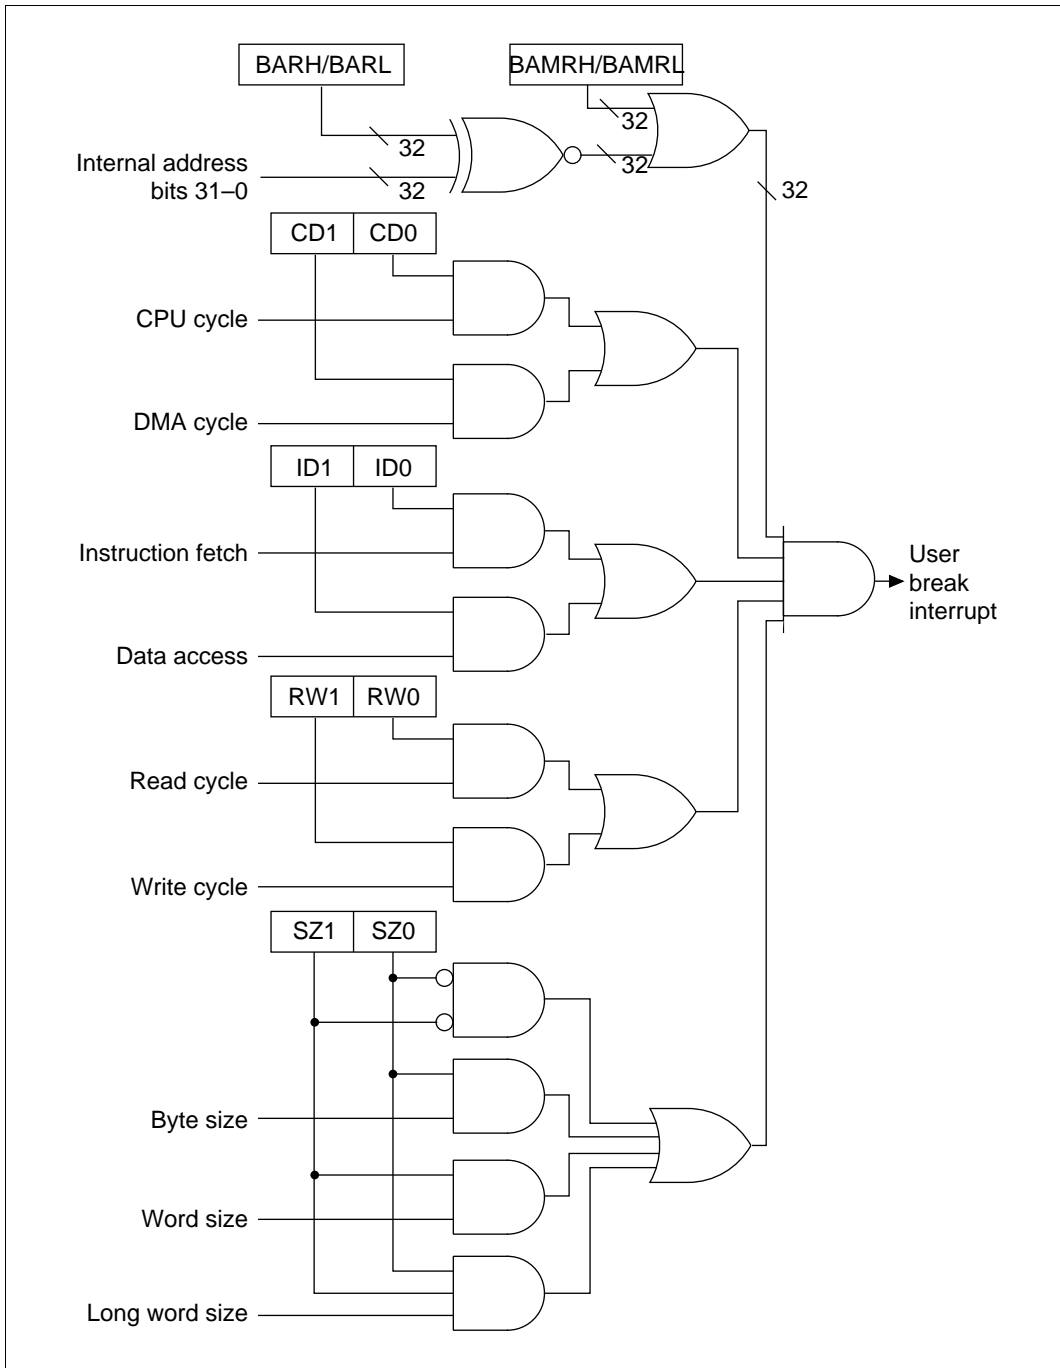 BARH/BARL
BAMRH/BAMRL
32
32
32
32
32
Internal address
bits 31–0
CD1 CD0
CPU cycle
DMA cycle
ID1 ID0
Instruction fetch
Data access
User
break
interrupt
RW1 RW0
Read cycle
Write cycle
SZ1 SZ0
Byte size
Word size
Long word size